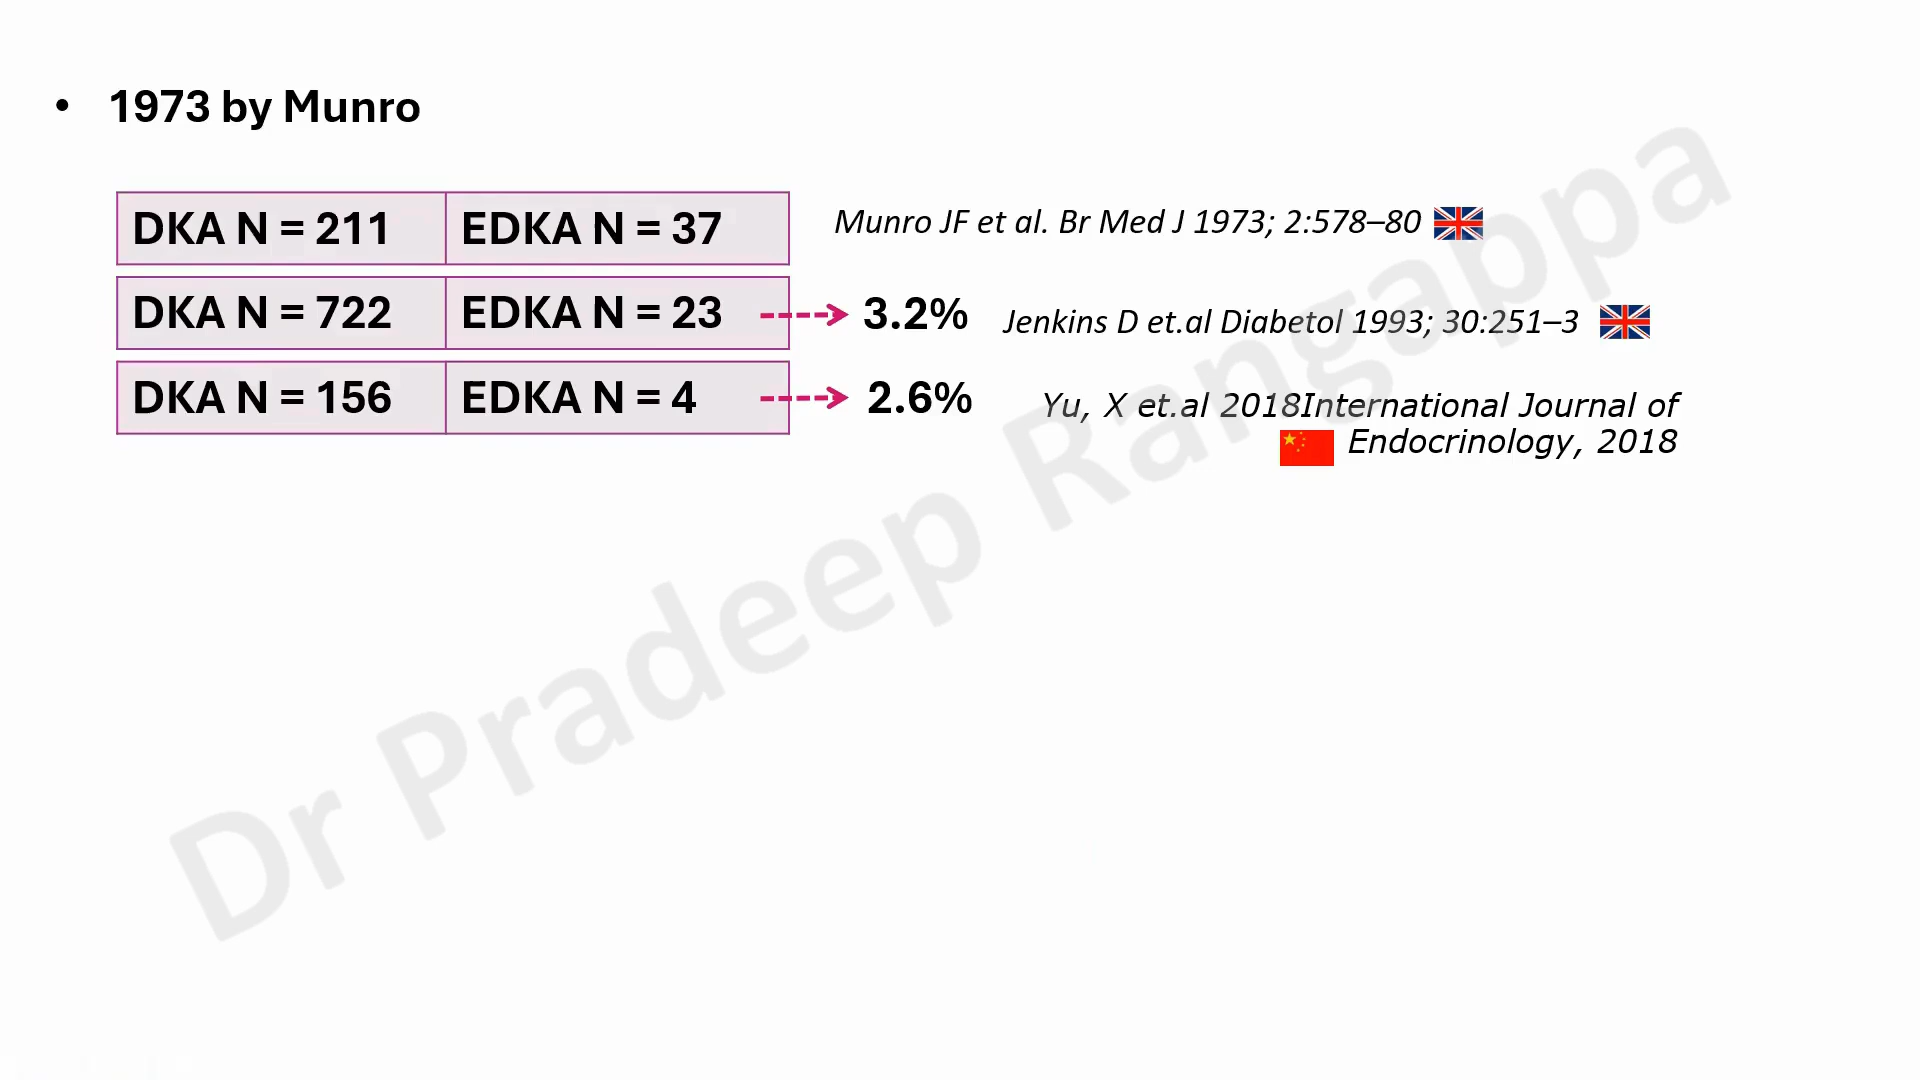 • 1973 by Munro
DKA N = 211 EDKA N = 37 Munro JF et al. Br Med J 1973; 2:578–80
DKA N = 722 EDKA N = 23 3.2% Jenkins D et.al Diabetol 1993; 30:251–3
DKA N = 156 EDKA N = 4 2.6% Yu, X et.al 2018International Journal of
Endocrinology, 2018
Dr Pradeep Rangappa